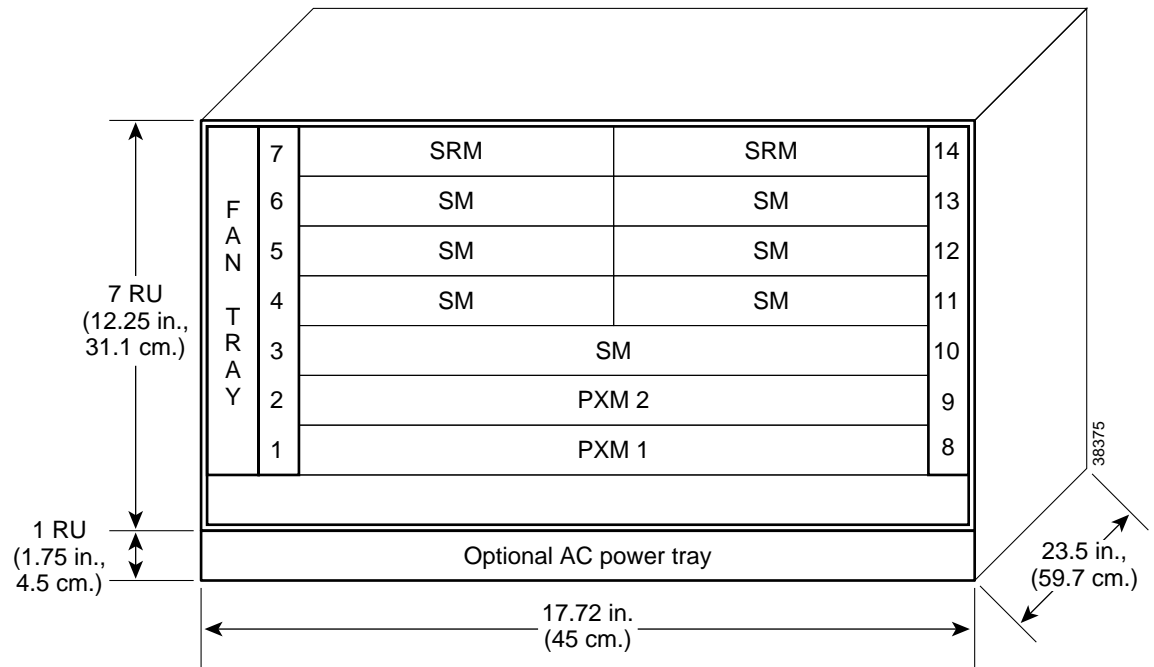 7 SRM SRM 14
6 SM SM 13
5 SM SM 12
4 SM SM 11
3 SM 10
2 PXM 2 9
1 PXM 1 8
FAN TRAY
7 RU
(12.25 in.,
31.1 cm.)
1 RU
(1.75 in.,
4.5 cm.)
Optional AC power tray
17.72 in.
(45 cm.)
23.5 in.,
(59.7 cm.)
38375